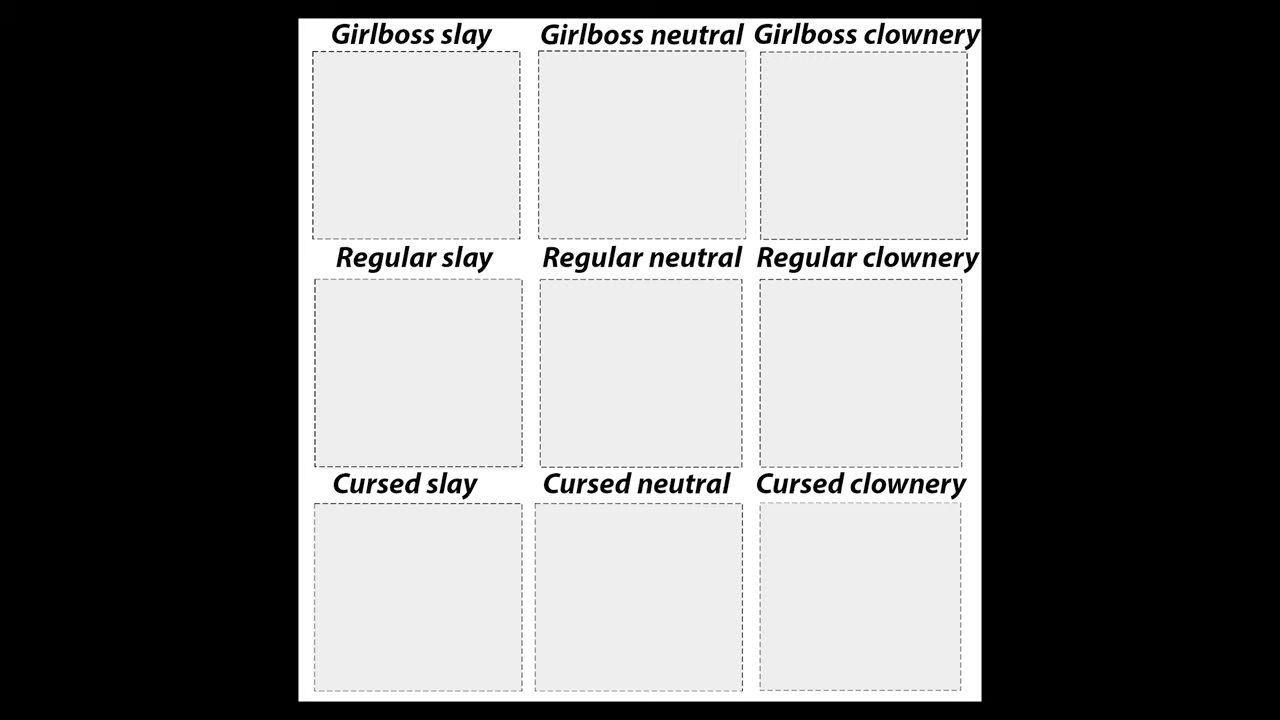 Girlboss slay Girlboss neutral Girlboss clownery
Regular slay Regular neutral Regular clownery
Cursed slay Cursed neutral Cursed clownery